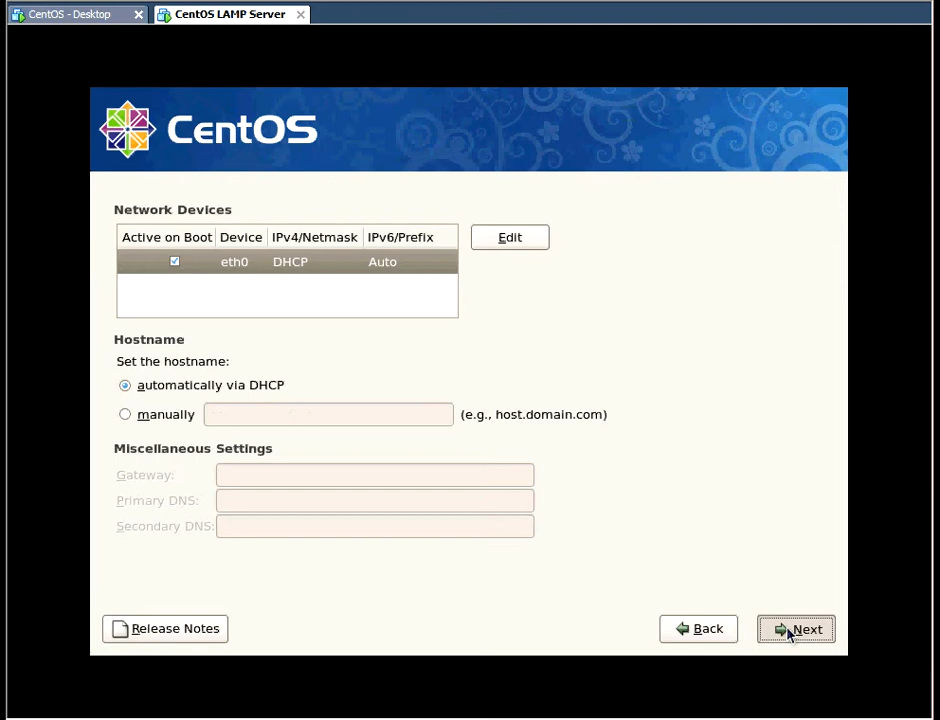 CentOS - Desktop
CentOS LAMP Server
CentOS
Network Devices
Active on Boot Device IPv4/Netmask IPv6/Prefix
eth0 DHCP Auto
Edit
Hostname
Set the hostname:
automatically via DHCP
manually (e.g., host.domain.com)
Miscellaneous Settings
Gateway:
Primary DNS:
Secondary DNS:
Release Notes
Back
Next